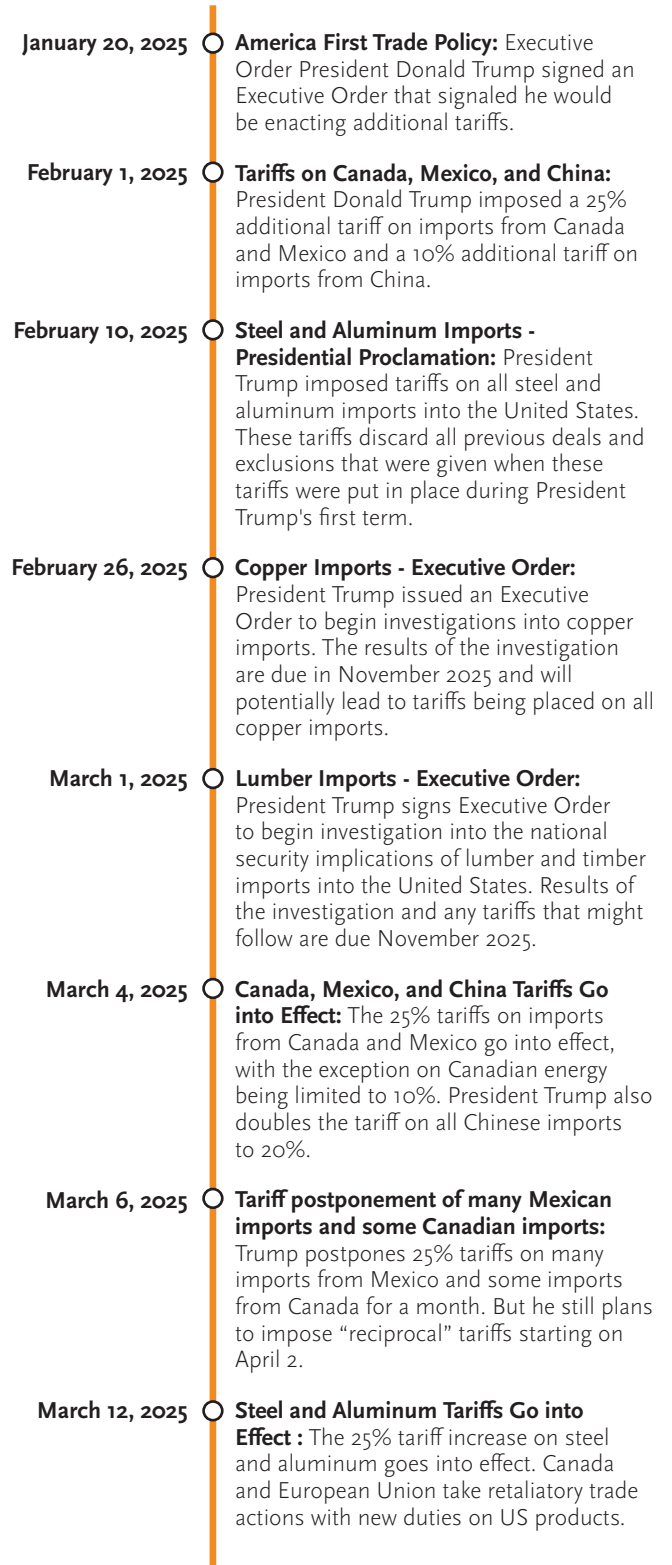 January 20, 2025
America First Trade Policy: Executive
Order President Donald Trump signed an
Executive Order that signaled he would
be enacting additional tariffs.
February 1, 2025
Tariffs on Canada, Mexico, and China:
President Donald Trump imposed a 25%
additional tariff on imports from Canada
and Mexico and a 10% additional tariff on
imports from China.
February 10, 2025
Steel and Aluminum Imports -
Presidential Proclamation: President
Trump imposed tariffs on all steel and
aluminum imports into the United States.
These tariffs discard all previous deals and
exclusions that were given when these
tariffs were put in place during President
Trump's first term.
February 26, 2025
Copper Imports - Executive Order:
President Trump issued an Executive
Order to begin investigations into copper
imports. The results of the investigation
are due in November 2025 and will
potentially lead to tariffs being placed on all
copper imports.
March 1, 2025
Lumber Imports - Executive Order:
President Trump signs Executive Order
to begin investigation into the national
security implications of lumber and timber
imports into the United States. Results of
the investigation and any tariffs that might
follow are due November 2025.
March 4, 2025
Canada, Mexico, and China Tariffs Go
into Effect: The 25% tariffs on imports
from Canada and Mexico go into effect,
with the exception on Canadian energy
being limited to 10%. President Trump also
doubles the tariff on all Chinese imports
to 20%.
March 6, 2025
Tariff postponement of many Mexican
imports and some Canadian imports:
Trump postpones 25% tariffs on many
imports from Mexico and some imports
from Canada for a month. But he still plans
to impose “reciprocal” tariffs starting on
April 2.
March 12, 2025
Steel and Aluminum Tariffs Go into
Effect : The 25% tariff increase on steel
and aluminum goes into effect. Canada
and European Union take retaliatory trade
actions with new duties on US products.